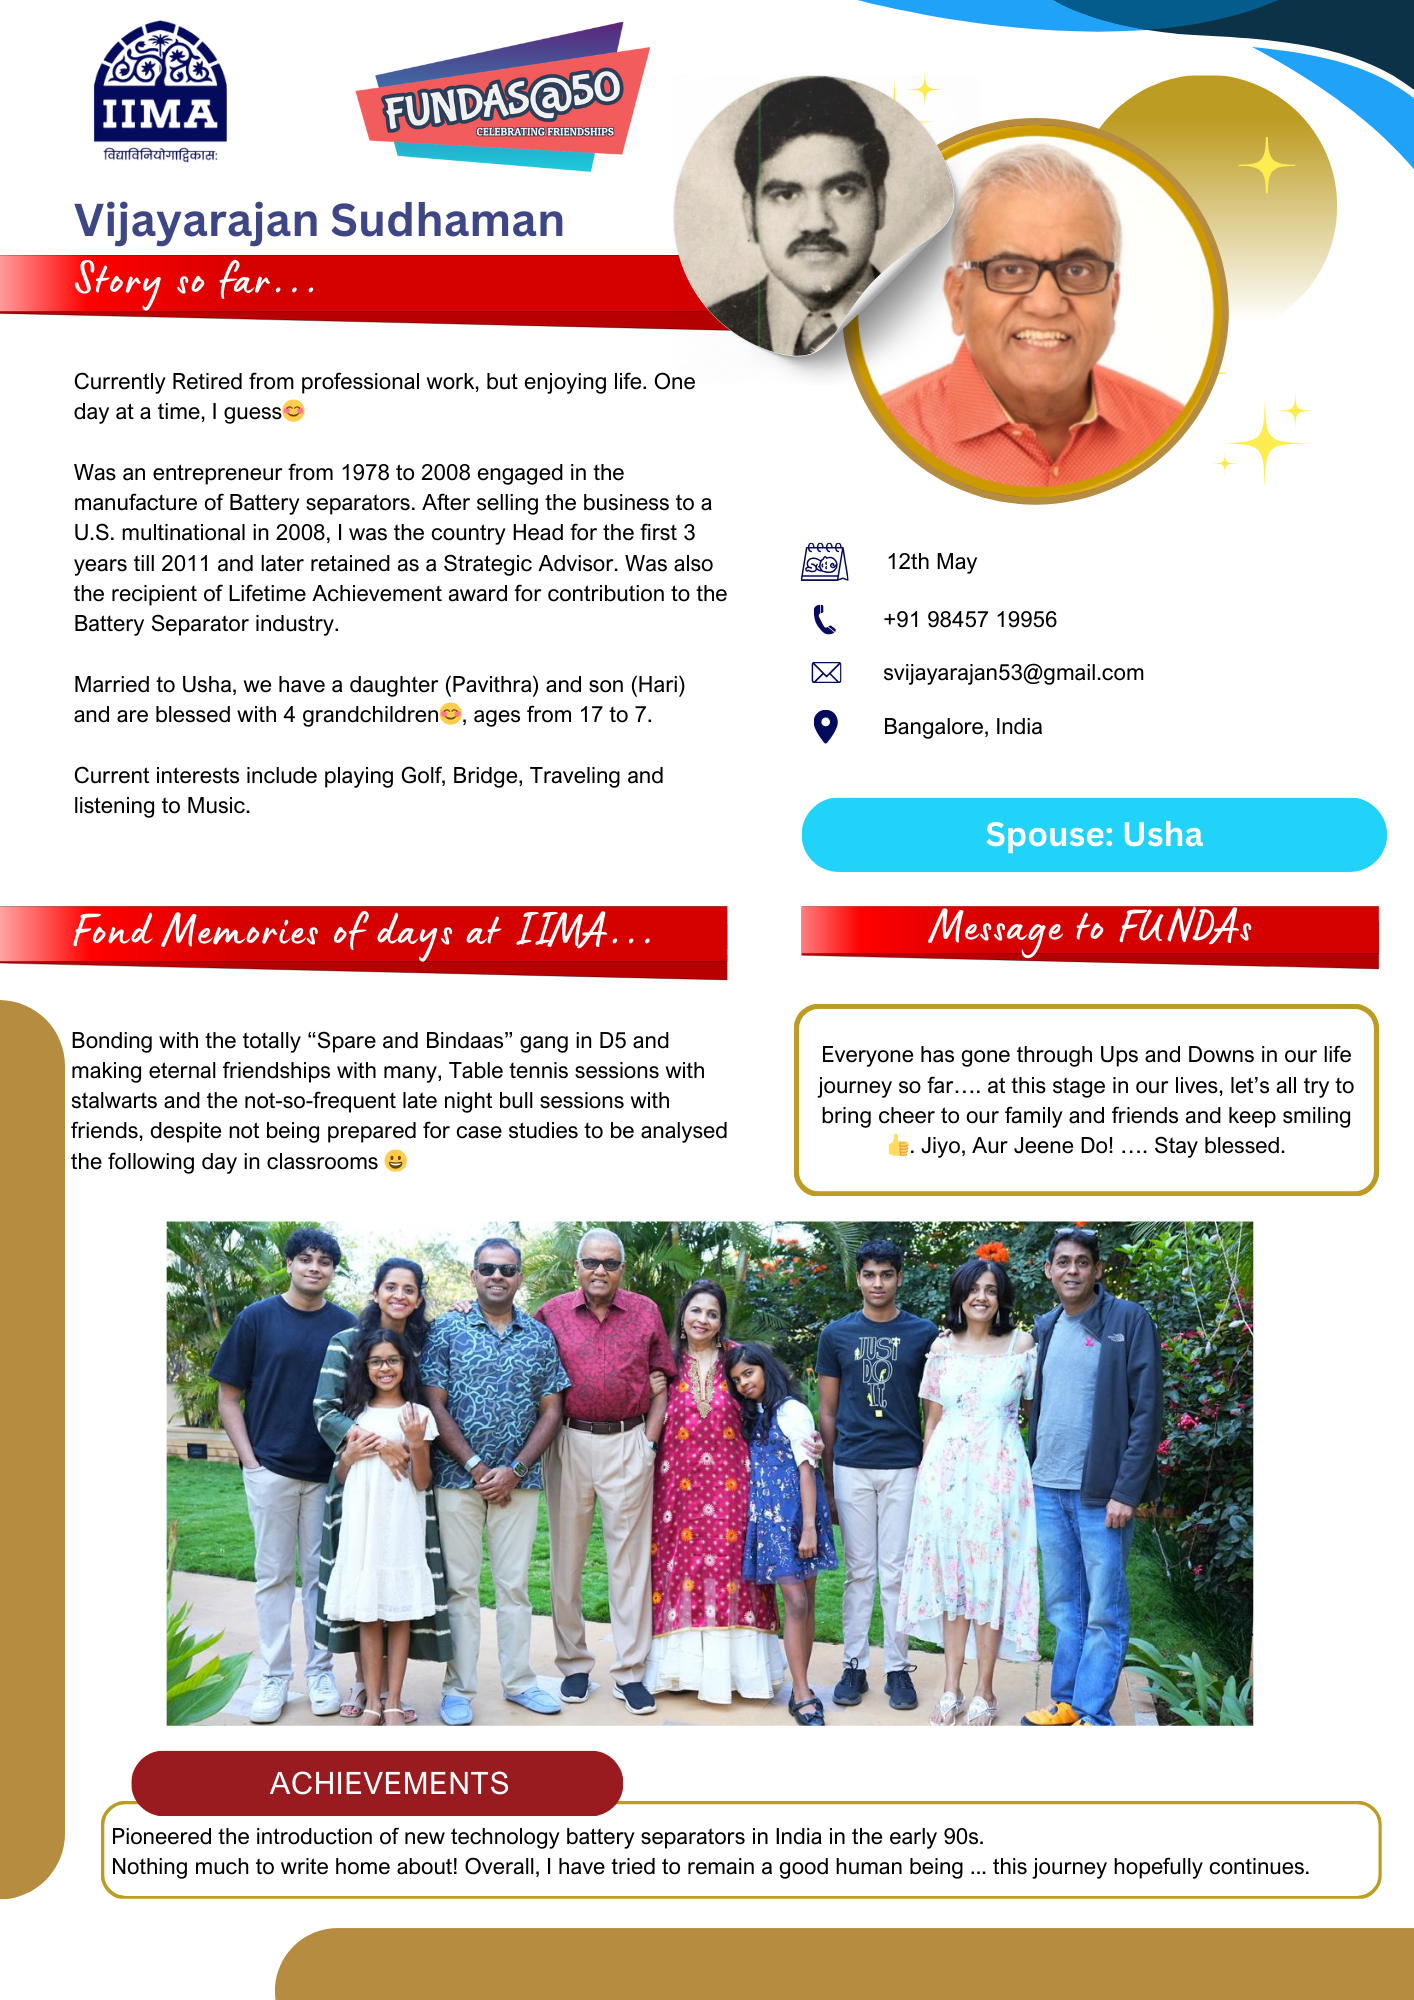 IIMA
विद्याविनियोगाद्विकास:
FUNDAS@50
CELEBRATING FRIENDSHIPS
Vijayarajan Sudhaman
Story so far...
Currently Retired from professional work, but enjoying life. One
day at a time, I guess😊
Was an entrepreneur from 1978 to 2008 engaged in the
manufacture of Battery separators. After selling the business to a
U.S. multinational in 2008, I was the country Head for the first 3
years till 2011 and later retained as a Strategic Advisor. Was also
the recipient of Lifetime Achievement award for contribution to the
Battery Separator industry.
Married to Usha, we have a daughter (Pavithra) and son (Hari)
and are blessed with 4 grandchildren😊, ages from 17 to 7.
Current interests include playing Golf, Bridge, Traveling and
listening to Music.
12th May
+91 98457 19956
svijayarajan53@gmail.com
Bangalore, India
Spouse: Usha
Fond Memories of days at IIMA...
Bonding with the totally “Spare and Bindaas” gang in D5 and
making eternal friendships with many, Table tennis sessions with
stalwarts and the not-so-frequent late night bull sessions with
friends, despite not being prepared for case studies to be analysed
the following day in classrooms 😀
Message to FUNDAs
Everyone has gone through Ups and Downs in our life
journey so far…. at this stage in our lives, let’s all try to
bring cheer to our family and friends and keep smiling
👍. Jiyo, Aur Jeene Do! …. Stay blessed.
JUST
DO
IT
ACHIEVEMENTS
Pioneered the introduction of new technology battery separators in India in the early 90s.
Nothing much to write home about! Overall, I have tried to remain a good human being ... this journey hopefully continues.